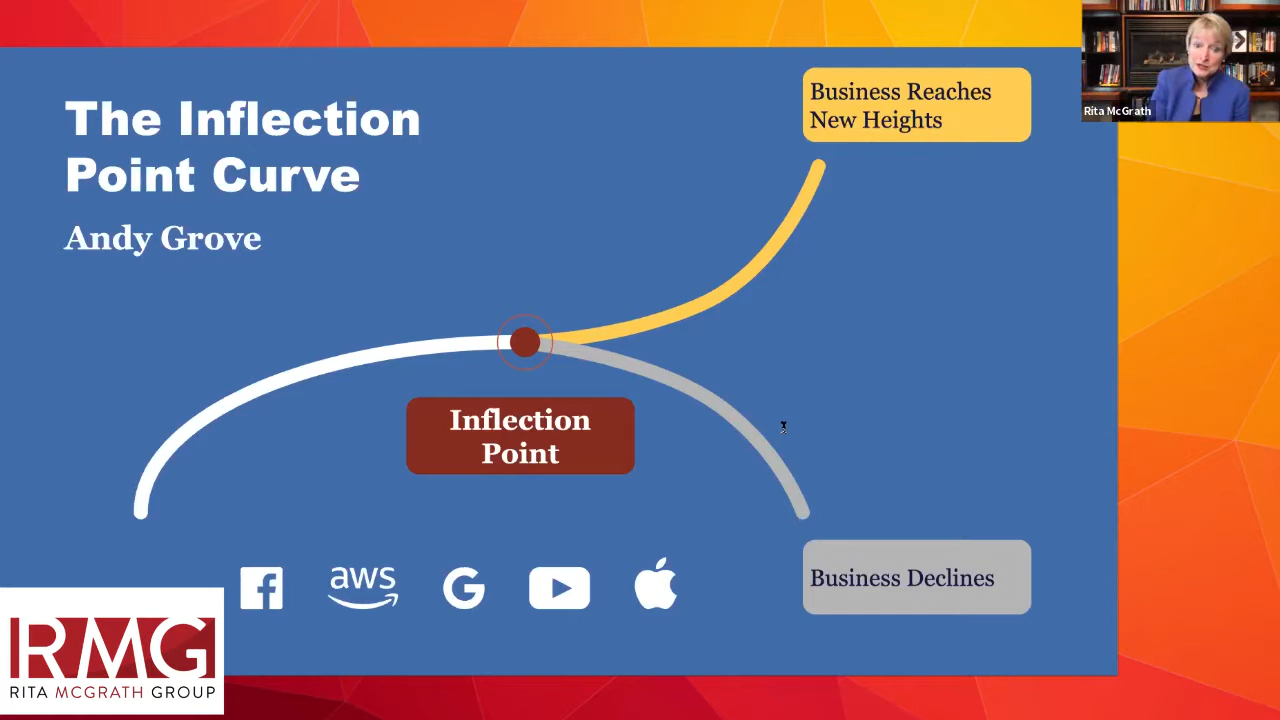 The Inflection
Point Curve
Andy Grove
Business Reaches
New Heights
Rita McGrath
Inflection
Point
Business Declines
aws
G
RMG
RITA MCGRATH GROUP